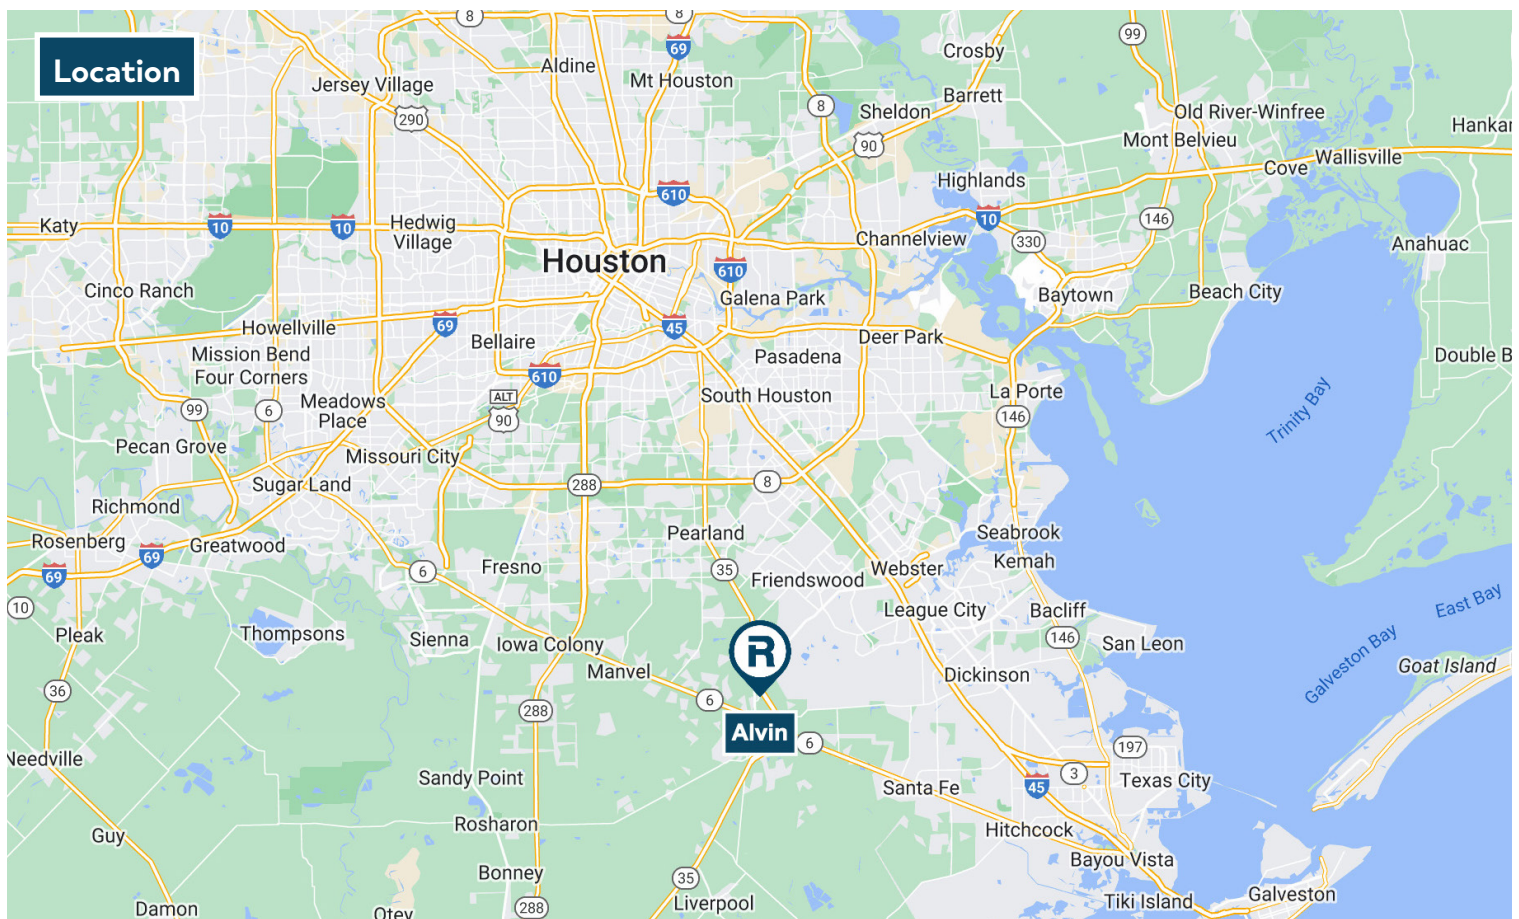 Location
8
8
69
99
Crosby
Aldine
Mt Houston
Jersey Village
Barrett
8
Sheldon
Old River-Winfree
290
90
Mont Belvieu
Hankar
Wallisville
Cove
Highlands
610
Katy
10
10
Hedwig
Village
10
146
Channelview
330
Anahuac
Houston
610
Cinco Ranch
Galena Park
Baytown
Beach City
Howellville
69
45
Bellaire
Deer Park
Mission Bend
Four Corners
Pasadena
Double B
610
La Porte
Meadows
Place
ALT
90
South Houston
99
6
146
Trinity Bay
Pecan Grove
Missouri City
Sugar Land
288
8
Richmond
Pearland
Seabrook
Rosenberg
Greatwood
69
69
6
Fresno
35
Friendswood
Webster
Kemah
10
League City
Bacliff
East Bay
Pleak
Thompsons
Sienna
Iowa Colony
146
San Leon
R
Manvel
Dickinson
Galveston Bay
Goat Island
36
6
288
Alvin
6
197
Needville
Sandy Point
Santa Fe
45
3
Texas City
Guy
Rosharon
Hitchcock
Bayou Vista
Bonney
35
Damon
Otey
288
Liverpool
Tiki Island
Galveston